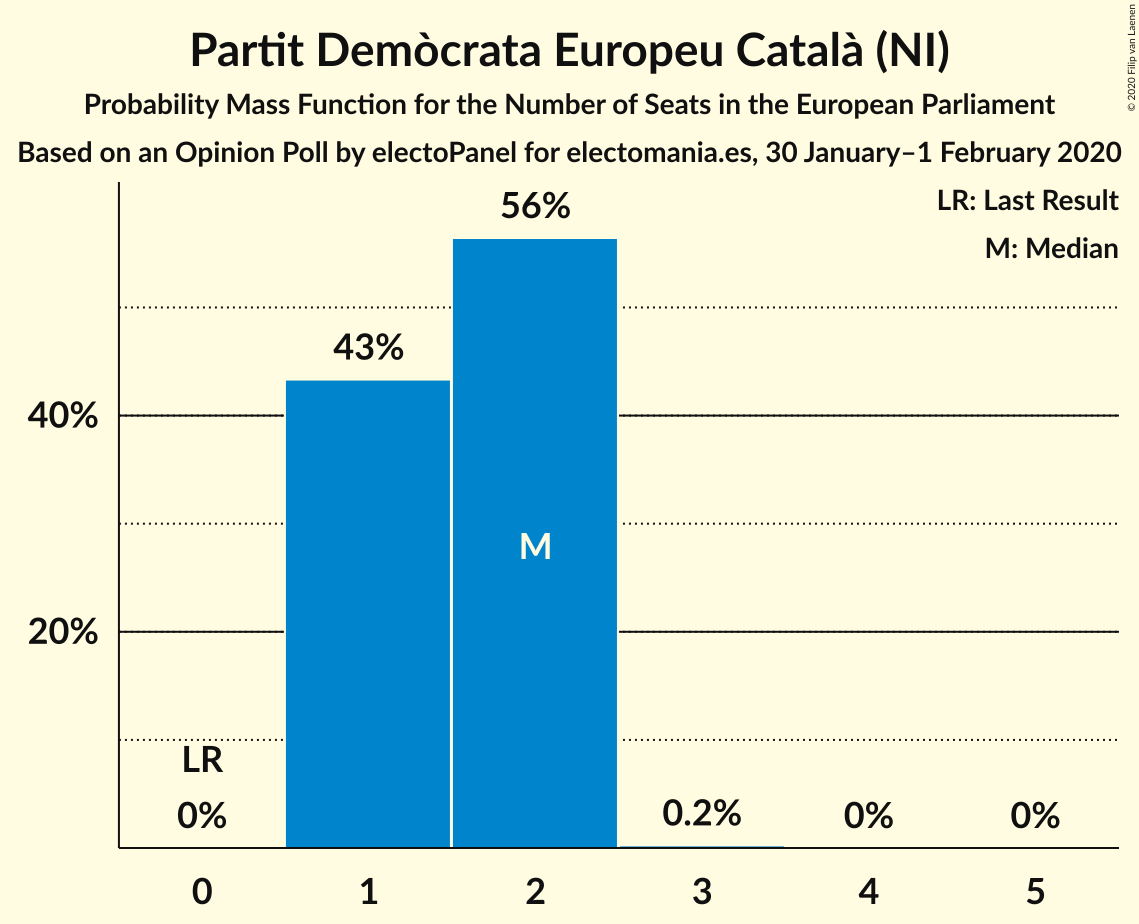 Partit Demòcrata Europeu Català (NI)
Probability Mass Function for the Number of Seats in the European Parliament
Based on an Opinion Poll by electoPanel for electomania.es, 30 January–1 February 2020
© 2020 Filip van Laenen
LR: Last Result
M: Median
56%
43%
40%
M
20%
LR
0%
0.2%
0%
0%
0 1 2 3 4 5